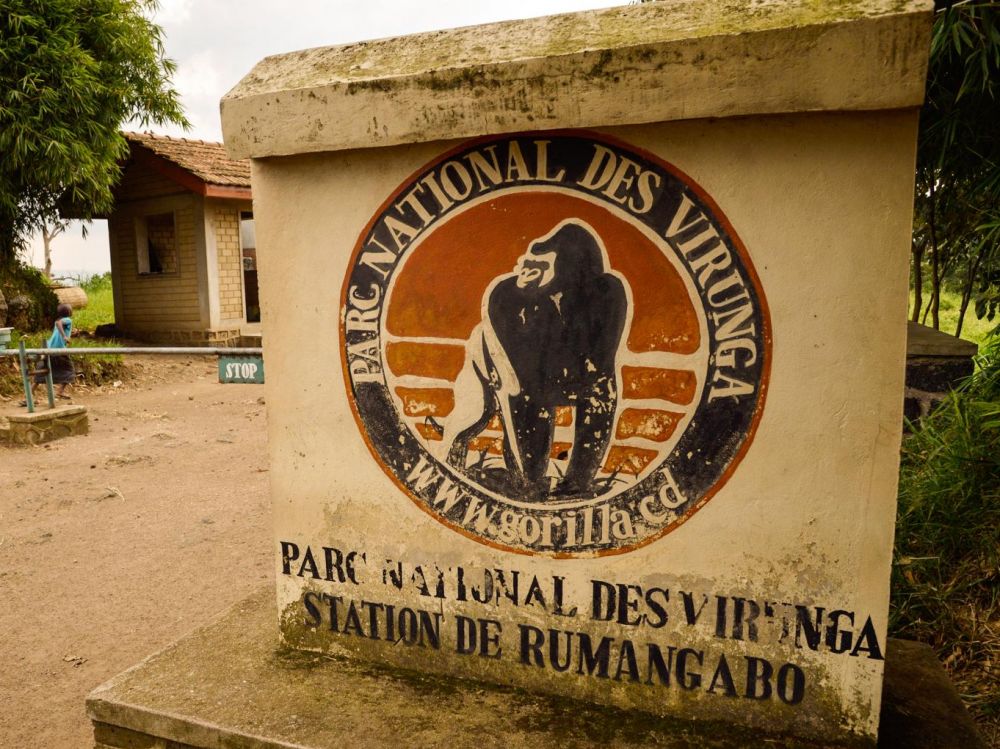 PARC NATIONAL DES VIRUNGA
www.gorilla.cd
STOP
PARC NATIONAL DES VIRUNGA
STATION DE RUMANGABO